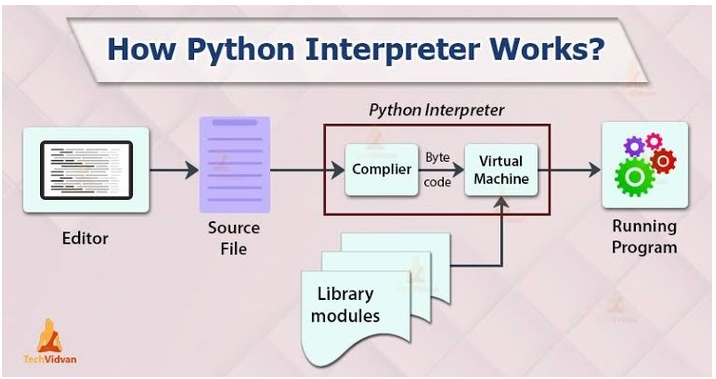 How Python Interpreter Works?
Python Interpreter
Complier
Byte
code
Virtual
Machine
Editor
Source
File
Running
Program
Library
modules
TechVidvan